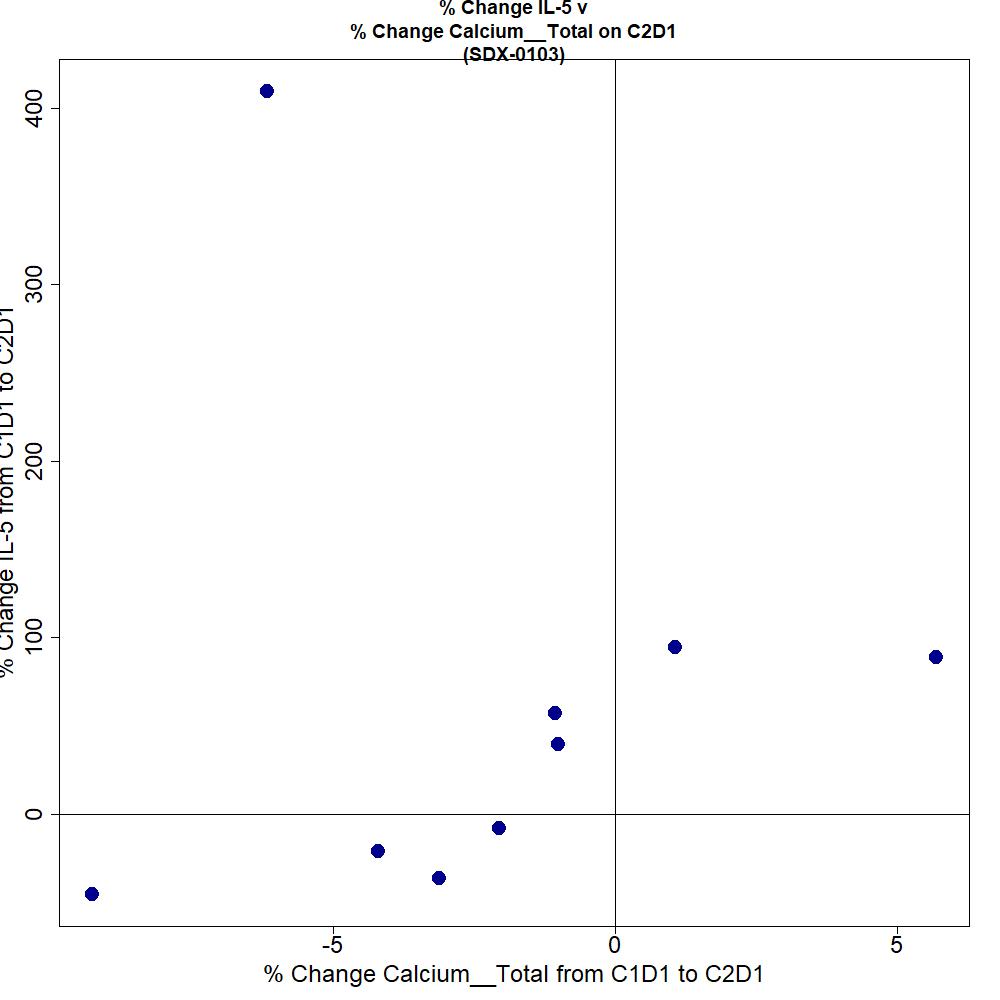 % Change IL-5 v
% Change Calcium__Total on C2D1
(SDX-0103)
% Change IL-5 from C1D1 to C2D1
400
300
200
100
0
-5
0
5
% Change Calcium__Total from C1D1 to C2D1